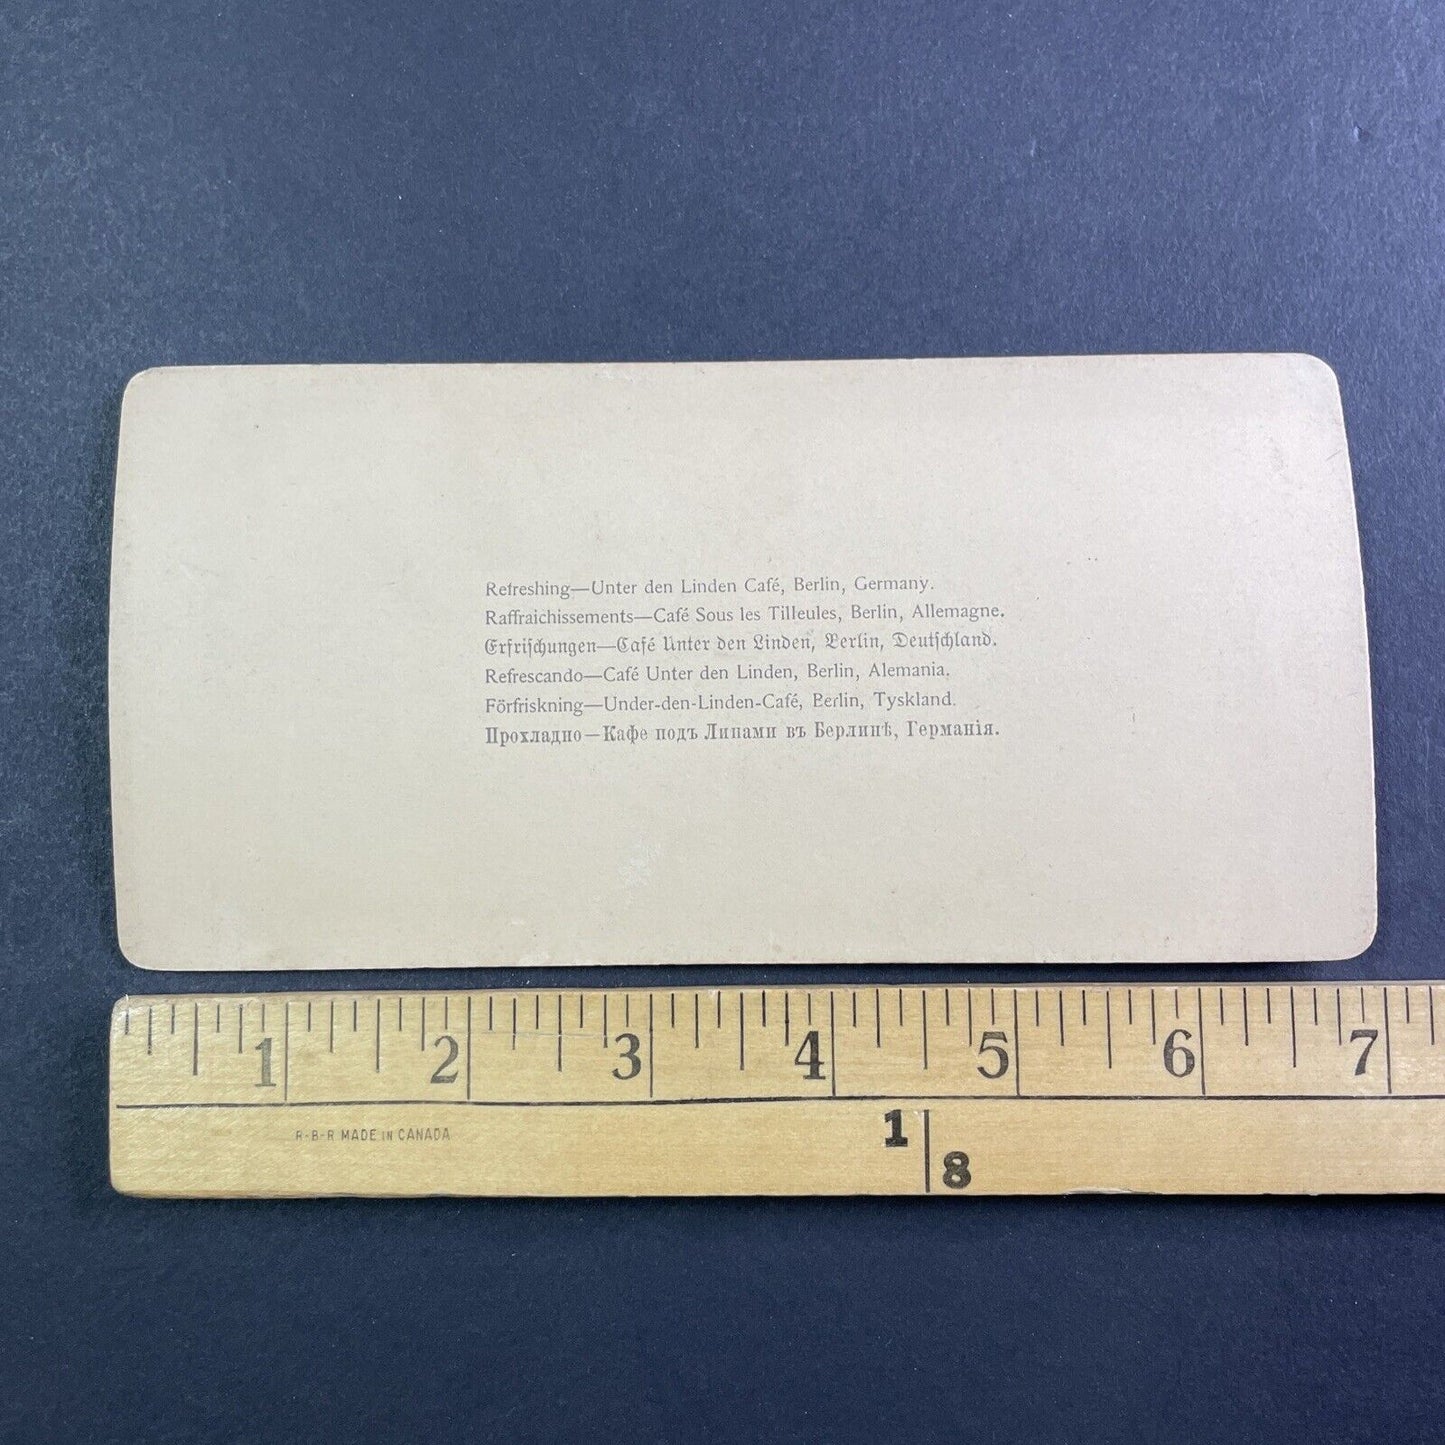 Refreshing—Unter den Linden Café, Berlin, Germany.
Raffraichissements—Café Sous les Tilleules, Berlin, Allemagne.
Erfrischungen—Café Unter den Linden, Berlin, Deutschland.
Refrescando—Café Unter den Linden, Berlin, Alemania.
Förfriskning—Under-den-Linden-Café, Berlin, Tyskland.
Прохладно—Кафе подъ Липами въ Берлинѣ, Германія.
1 2 3 4 5 6 7
R-B-R MADE IN CANADA
1
8